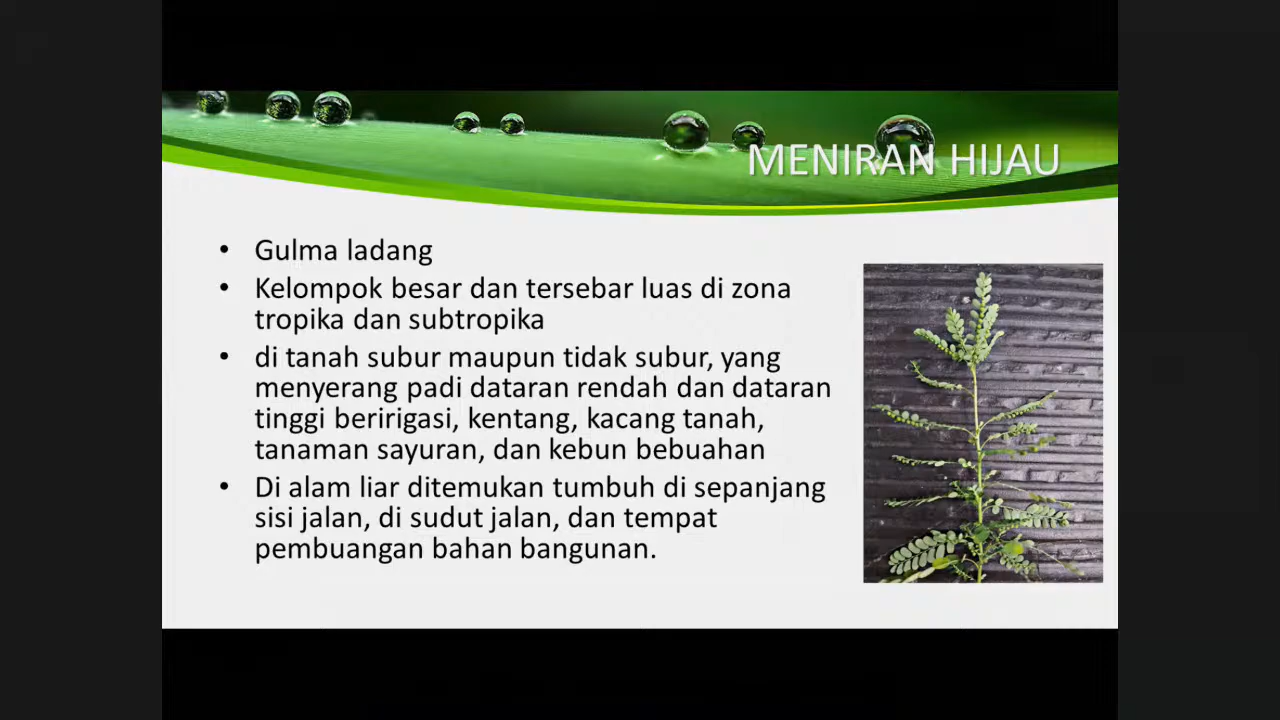 MENIRAN HIJAU
• Gulma ladang
• Kelompok besar dan tersebar luas di zona
tropika dan subtropika
• di tanah subur maupun tidak subur, yang
menyerang padi dataran rendah dan dataran
tinggi beririgasi, kentang, kacang tanah,
tanaman sayuran, dan kebun bebuahan
• Di alam liar ditemukan tumbuh di sepanjang
sisi jalan, di sudut jalan, dan tempat
pembuangan bahan bangunan.